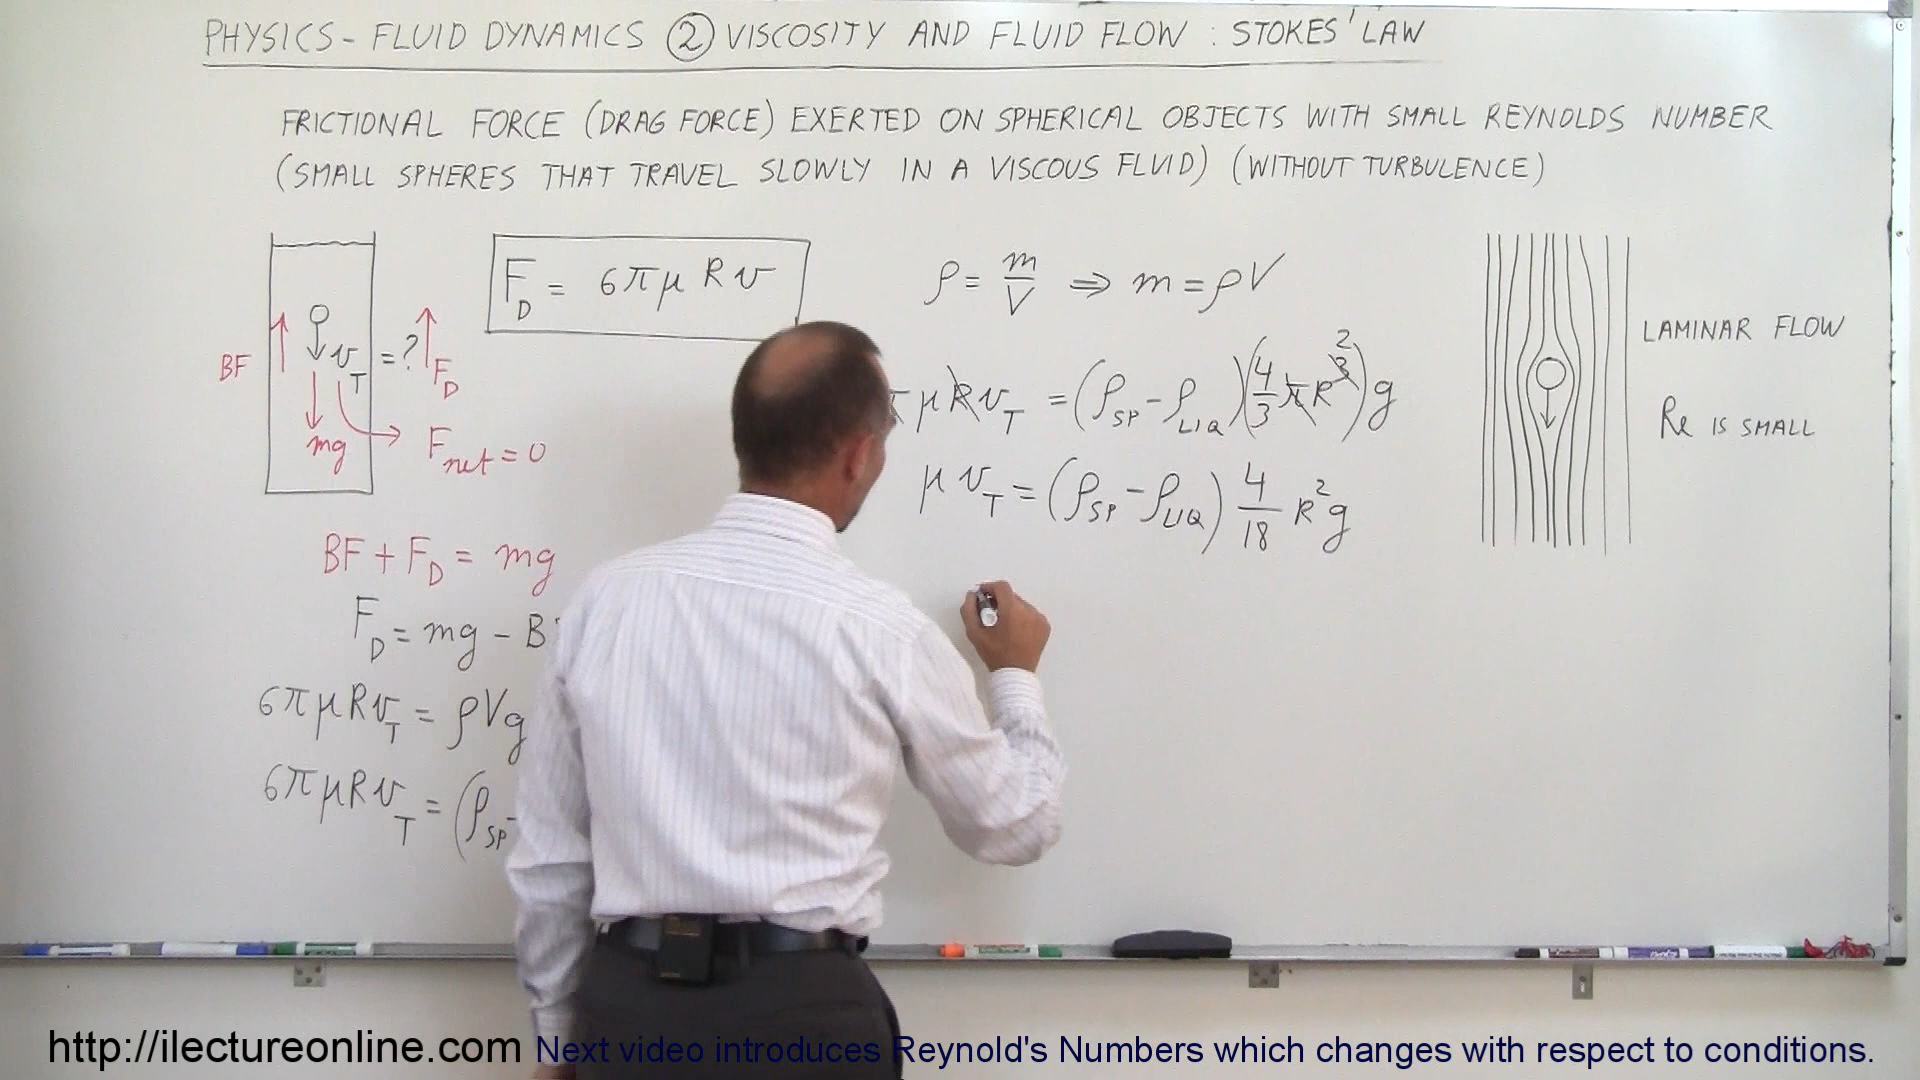 PHYSICS - FLUID DYNAMICS ② VISCOSITY AND FLUID FLOW : STOKES' LAW
FRICTIONAL FORCE (DRAG FORCE) EXERTED ON SPHERICAL OBJECTS WITH SMALL REYNOLDS NUMBER
(SMALL SPHERES THAT TRAVEL SLOWLY IN A VISCOUS FLUID) (WITHOUT TURBULENCE)
BF
v_T = ?
F_D
mg
F_net = 0
BF + F_D = mg
F_D = mg - B
6πμRv_T = ρVg
6πμRv_T = (ρ_SP -
F_D = 6πμRv
ρ = m/V ⇒ m = ρV
πμRv_T = (ρ_SP - ρ_LIQ)(4/3 πR^3 2)g
μv_T = (ρ_SP - ρ_LIQ) 4/18 R^2 g
LAMINAR FLOW
Re IS SMALL
http://ilectureonline.com Next video introduces Reynold's Numbers which changes with respect to conditions.